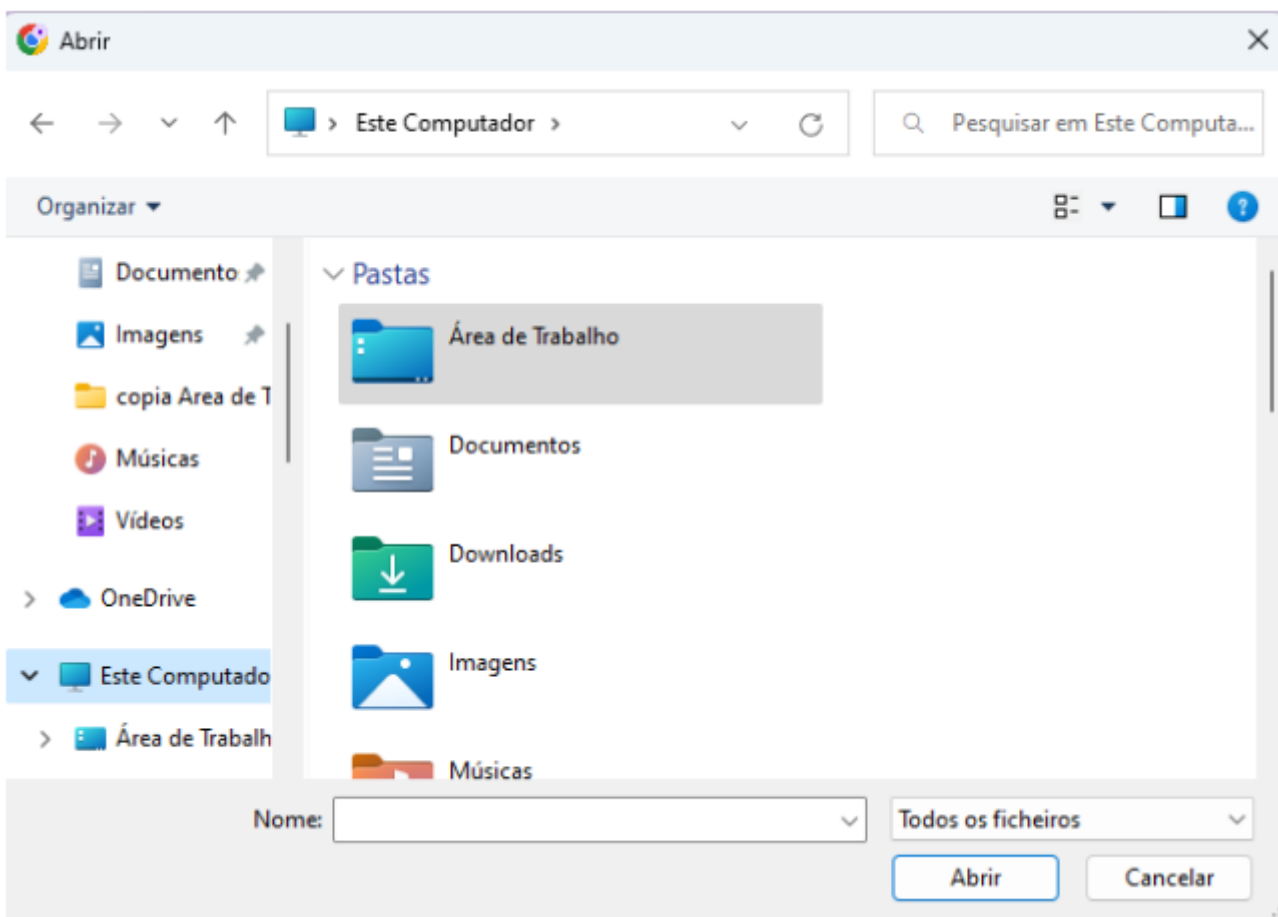 Abrir
Este Computador
Pesquisar em Este Computa...
Organizar
Documento
Imagens
copia Area de T
Músicas
Vídeos
OneDrive
Este Computado
Área de Trabalh
Pastas
Área de Trabalho
Documentos
Downloads
Imagens
Músicas
Nome:
Todos os ficheiros
Abrir
Cancelar